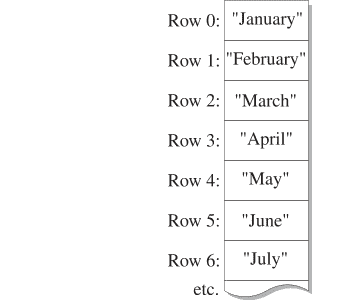 Row 0: "January"
Row 1: "February"
Row 2: "March"
Row 3: "April"
Row 4: "May"
Row 5: "June"
Row 6: "July"
etc.